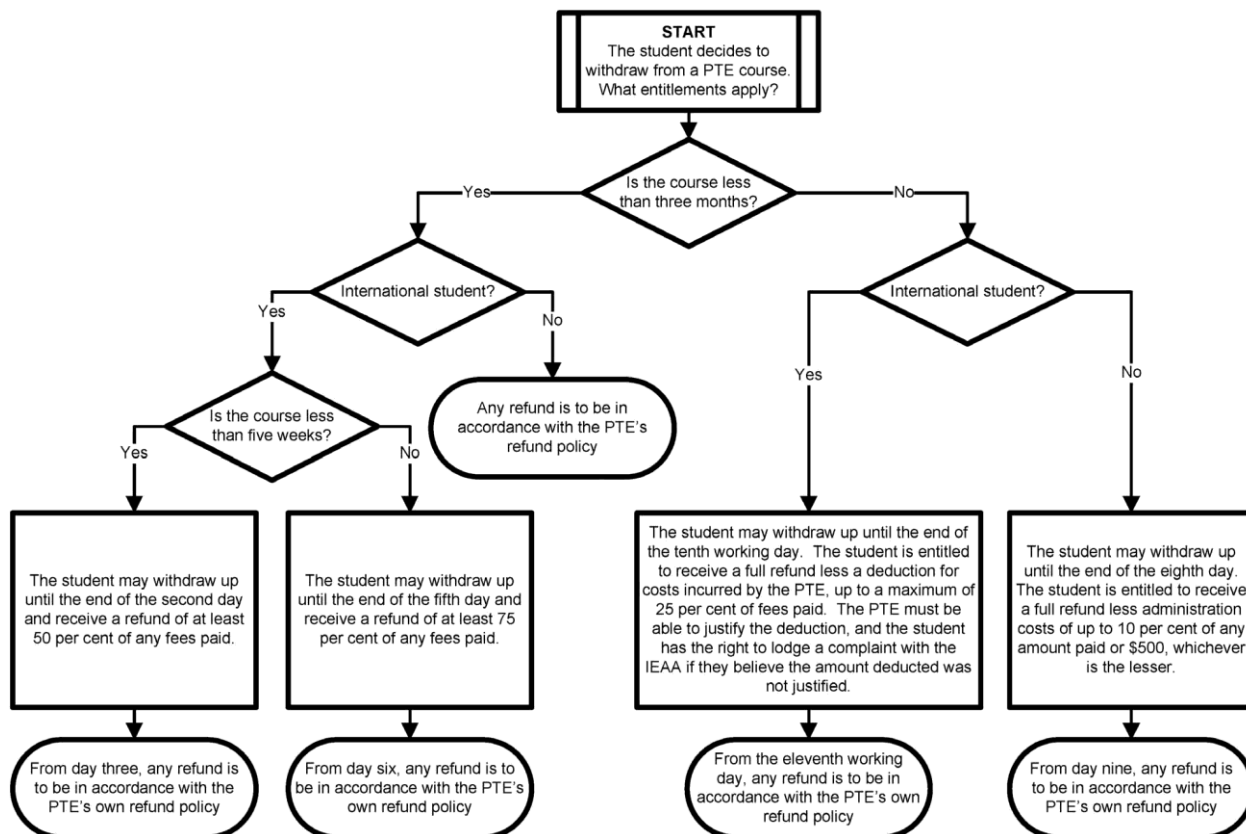 START
The student decides to
withdraw from a PTE course.
What entitlements apply?
Is the course less
than three months?
Yes
No
International student?
International student?
Yes
No
Yes
No
Is the course less
than five weeks?
Any refund is to be in
accordance with the PTE's
refund policy
Yes
No
The student may withdraw up
until the end of the second day
and receive a refund of at least
50 per cent of any fees paid.
The student may withdraw up
until the end of the fifth day and
receive a refund of at least 75
per cent of any fees paid.
The student may withdraw up until the end of
the tenth working day.  The student is entitled
to receive a full refund less a deduction for
costs incurred by the PTE, up to a maximum of
25 per cent of fees paid.  The PTE must be
able to justify the deduction, and the student
has the right to lodge a complaint with the
IEAA if they believe the amount deducted was
not justified.
The student may withdraw up
until the end of the eighth day.
The student is entitled to receive
a full refund less administration
costs of up to 10 per cent of any
amount paid or $500, whichever
is the lesser.
From day three, any refund is
to be in accordance with the
PTE's own refund policy
From day six, any refund is to
be in accordance with the PTE's
own refund policy
From the eleventh working
day, any refund is to be in
accordance with the PTE's own
refund policy
From day nine, any refund is
to be in accordance with the
PTE's own refund policy